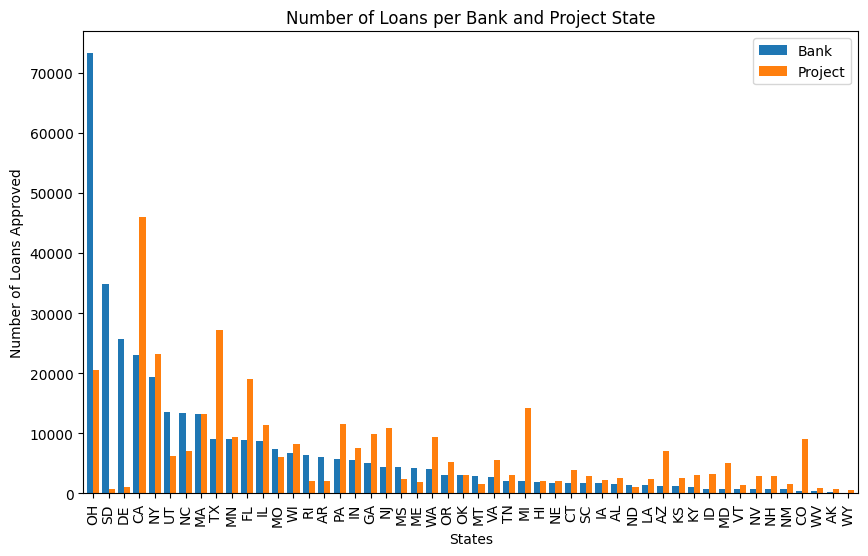 Number of Loans per Bank and Project State
Bank
Project
Number of Loans Approved
70000
60000
50000
40000
30000
20000
10000
0
OH SD DE CA NY UT NC MA TX MN FL IL MO WI RI AR PA IN GA NJ MS ME WA OR OK MT VA TN MI HI NE CT SC IA AL ND LA AZ KS KY ID MD VT NV NH NM CO WV AK WY
States